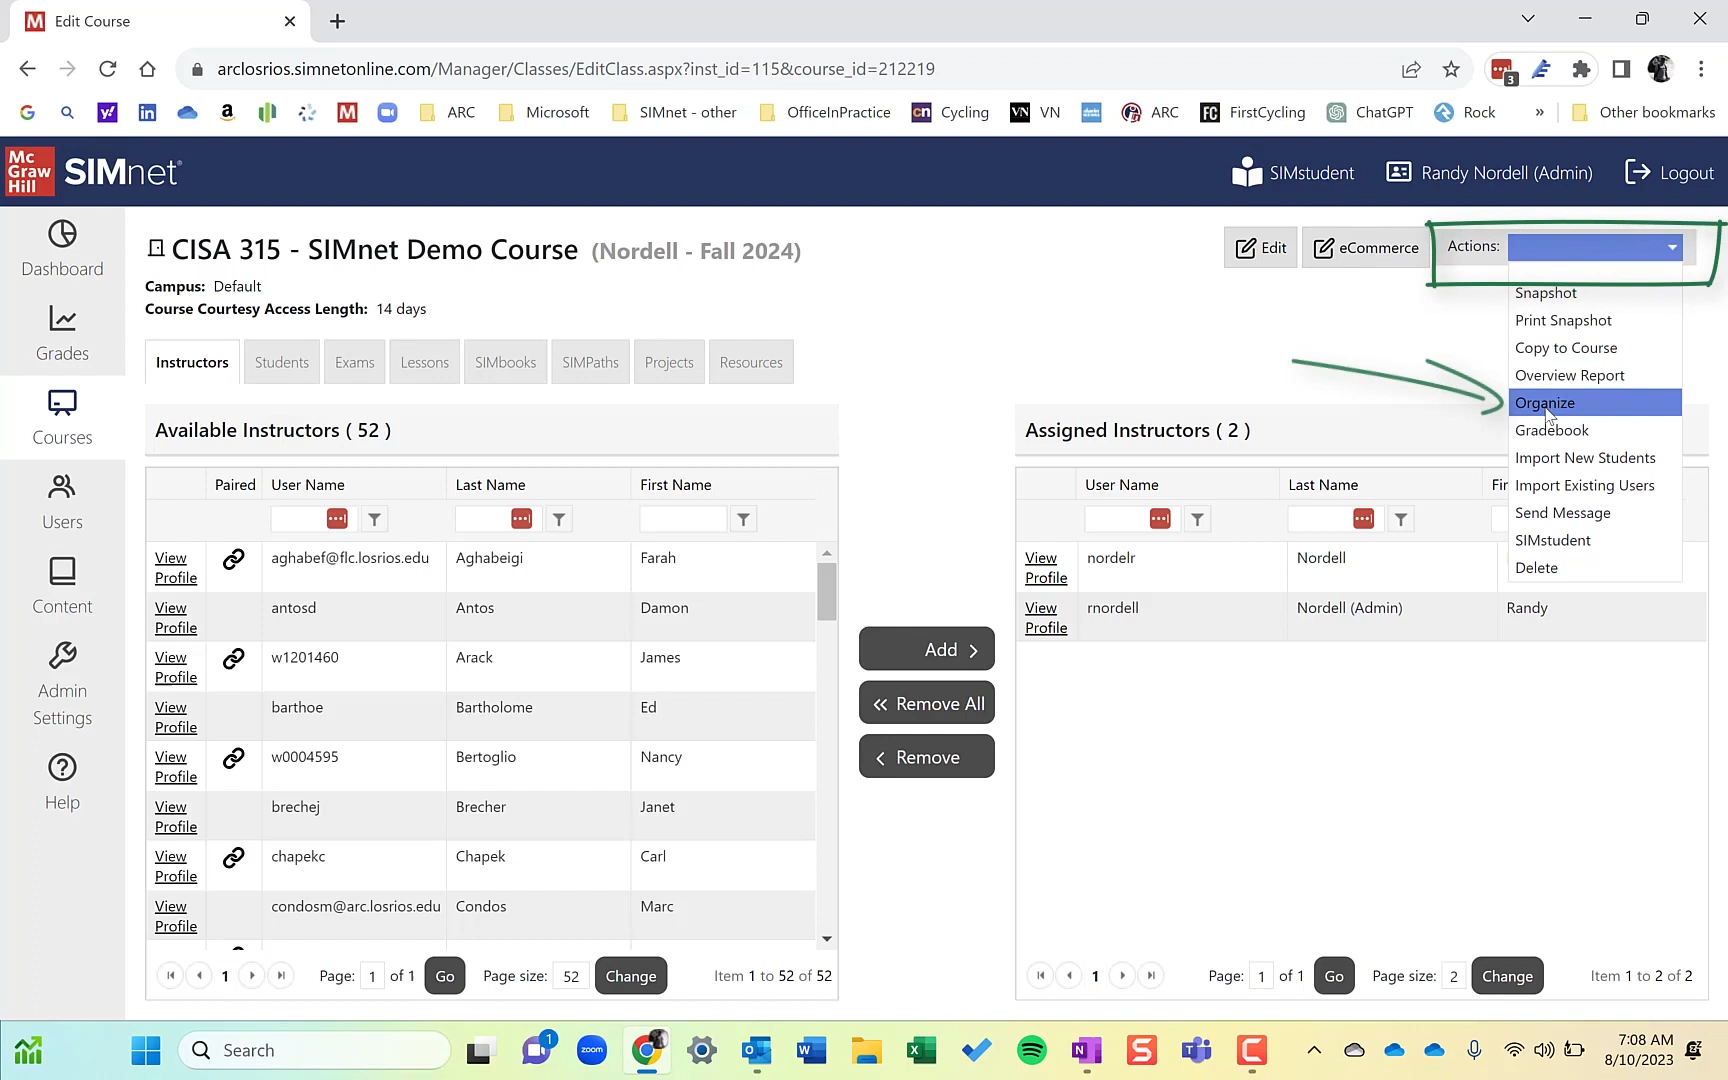 Edit Course
arclosrios.simnetonline.com/Manager/Classes/EditClass.aspx?inst_id=115&course_id=212219
3
ARC
Microsoft
SIMnet - other
OfficeInPractice
Cycling
VN
ARC
FirstCycling
ChatGPT
Rock
»
Other bookmarks
Mc
Graw
Hill
SIMnet
SIMstudent
Randy Nordell (Admin)
Logout
Dashboard
Grades
Courses
Users
Content
Admin
Settings
Help
CISA 315 - SIMnet Demo Course (Nordell - Fall 2024)
Campus: Default
Course Courtesy Access Length: 14 days
Edit
eCommerce
Actions:
Snapshot
Print Snapshot
Copy to Course
Overview Report
Organize
Gradebook
Import New Students
Import Existing Users
Send Message
SIMstudent
Delete
Instructors
Students
Exams
Lessons
SIMbooks
SIMPaths
Projects
Resources
Available Instructors ( 52 )
Paired User Name Last Name First Name
View Profile aghabef@flc.losrios.edu Aghabeigi Farah
View Profile antosd Antos Damon
View Profile w1201460 Arack James
View Profile barthoe Bartholome Ed
View Profile w0004595 Bertoglio Nancy
View Profile brechej Brecher Janet
View Profile chapekc Chapek Carl
View Profile condosm@arc.losrios.edu Condos Marc
1 Page: 1 of 1 Go Page size: 52 Change Item 1 to 52 of 52
Add
Remove All
Remove
Assigned Instructors ( 2 )
User Name Last Name Fir
View Profile nordelr Nordell
View Profile rnordell Nordell (Admin) Randy
1 Page: 1 of 1 Go Page size: 2 Change Item 1 to 2 of 2
Search
1
zoom
7:08 AM
8/10/2023